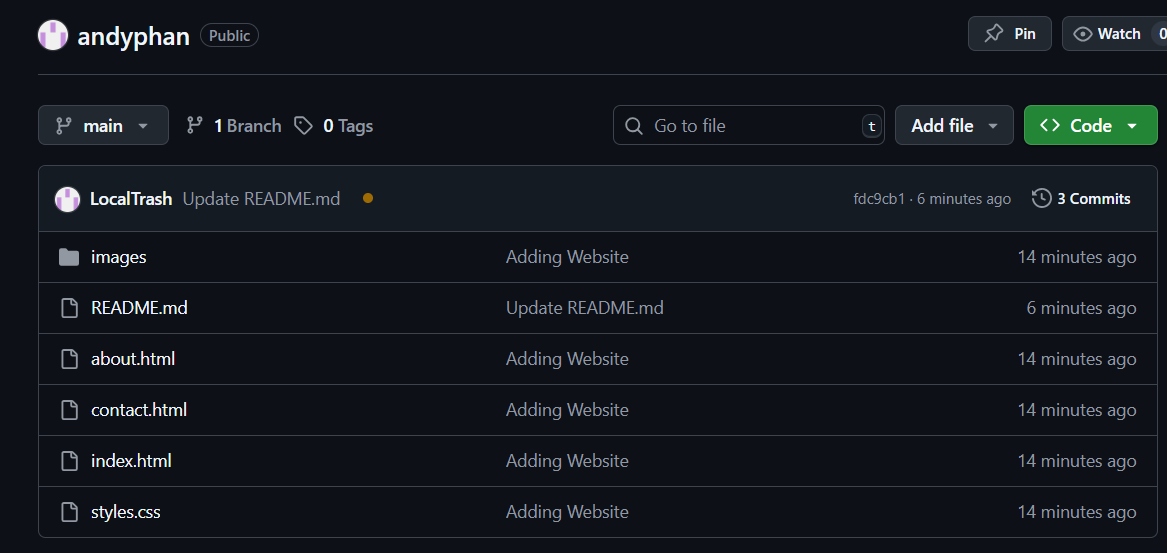 andyphan Public Pin Watch 0
main 1 Branch 0 Tags Go to file t Add file Code
LocalTrash Update README.md fdc9cb1 · 6 minutes ago 3 Commits
images Adding Website 14 minutes ago
README.md Update README.md 6 minutes ago
about.html Adding Website 14 minutes ago
contact.html Adding Website 14 minutes ago
index.html Adding Website 14 minutes ago
styles.css Adding Website 14 minutes ago